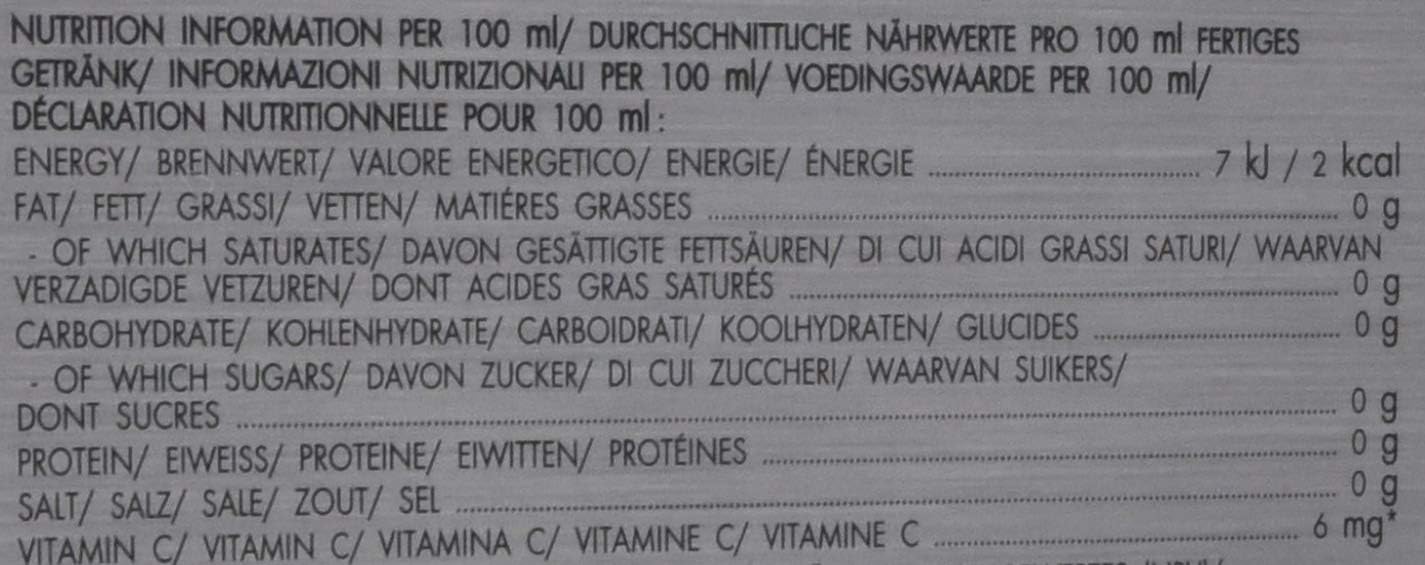 NUTRITION INFORMATION PER 100 ml/ DURCHSCHNITTLICHE NÄHRWERTE PRO 100 ml FERTIGES
GETRÄNK/ INFORMAZIONI NUTRIZIONALI PER 100 ml/ VOEDINGSWAARDE PER 100 ml/
DÉCLARATION NUTRITIONNELLE POUR 100 ml :
ENERGY/ BRENNWERT/ VALORE ENERGETICO/ ENERGIE/ ÉNERGIE ........ 7 kJ / 2 kcal
FAT/ FETT/ GRASSI/ VETTEN/ MATIÉRES GRASSES ........ 0 g
- OF WHICH SATURATES/ DAVON GESÄTTIGTE FETTSÄUREN/ DI CUI ACIDI GRASSI SATURI/ WAARVAN
VERZADIGDE VETZUREN/ DONT ACIDES GRAS SATURÉS ........ 0 g
CARBOHYDRATE/ KOHLENHYDRATE/ CARBOIDRATI/ KOOLHYDRATEN/ GLUCIDES ........ 0 g
- OF WHICH SUGARS/ DAVON ZUCKER/ DI CUI ZUCCHERI/ WAARVAN SUIKERS/
DONT SUCRES ........ 0 g
PROTEIN/ EIWEISS/ PROTEINE/ EIWITTEN/ PROTÉINES ........ 0 g
SALT/ SALZ/ SALE/ ZOUT/ SEL ........ 0 g
VITAMIN C/ VITAMIN C/ VITAMINA C/ VITAMINE C/ VITAMINE C ........ 6 mg*